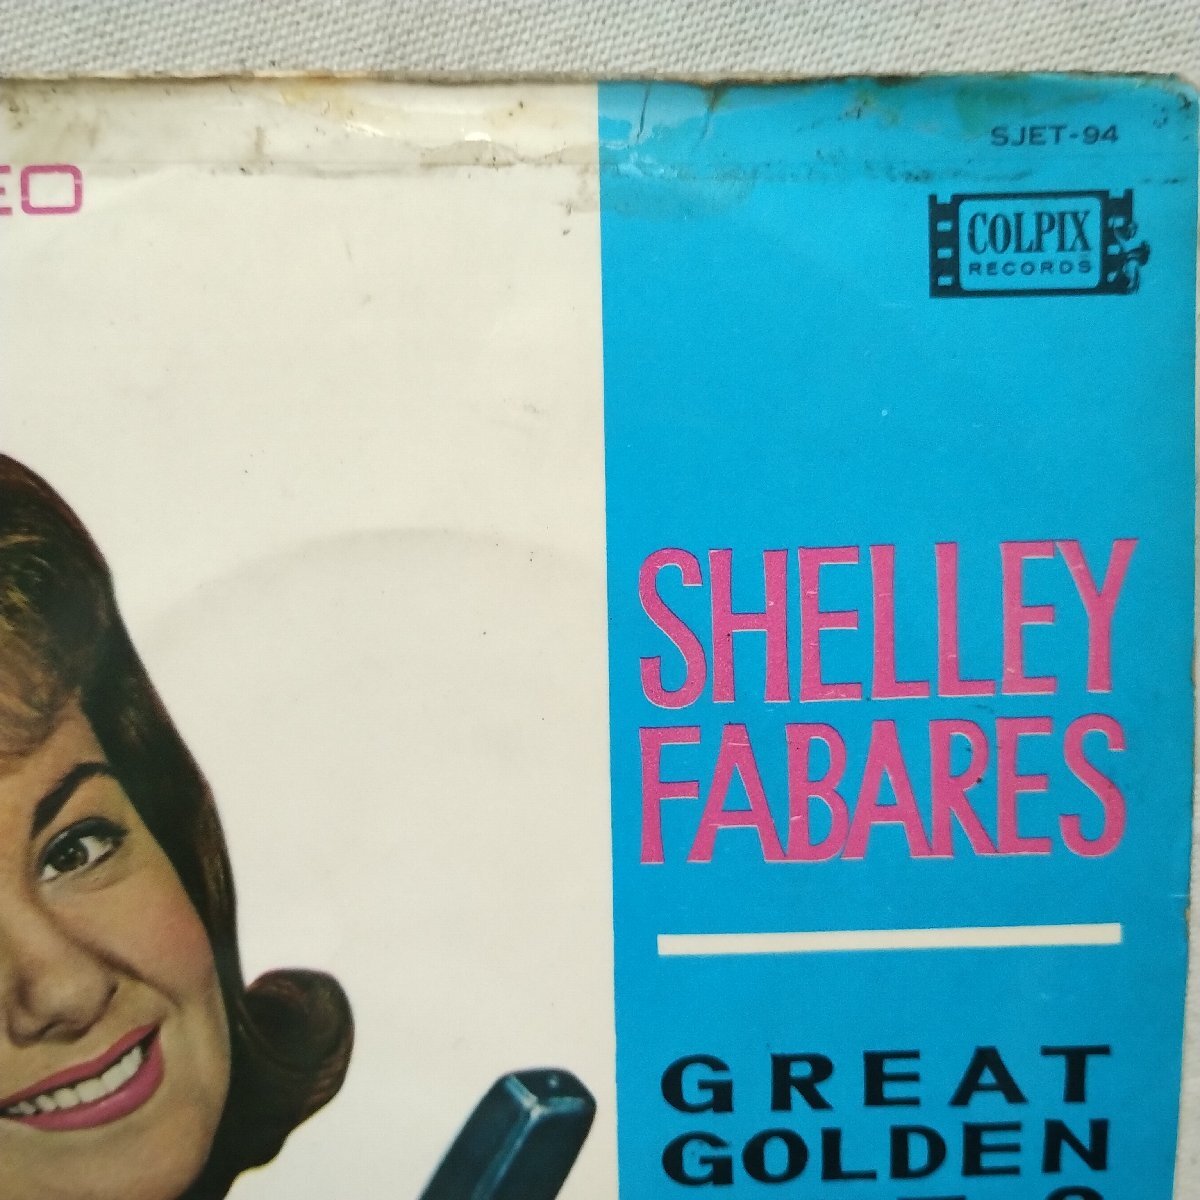 SJET-94
EO
COLPIX
RECORDS
SHELLEY
FABARES
GREAT
GOLDEN